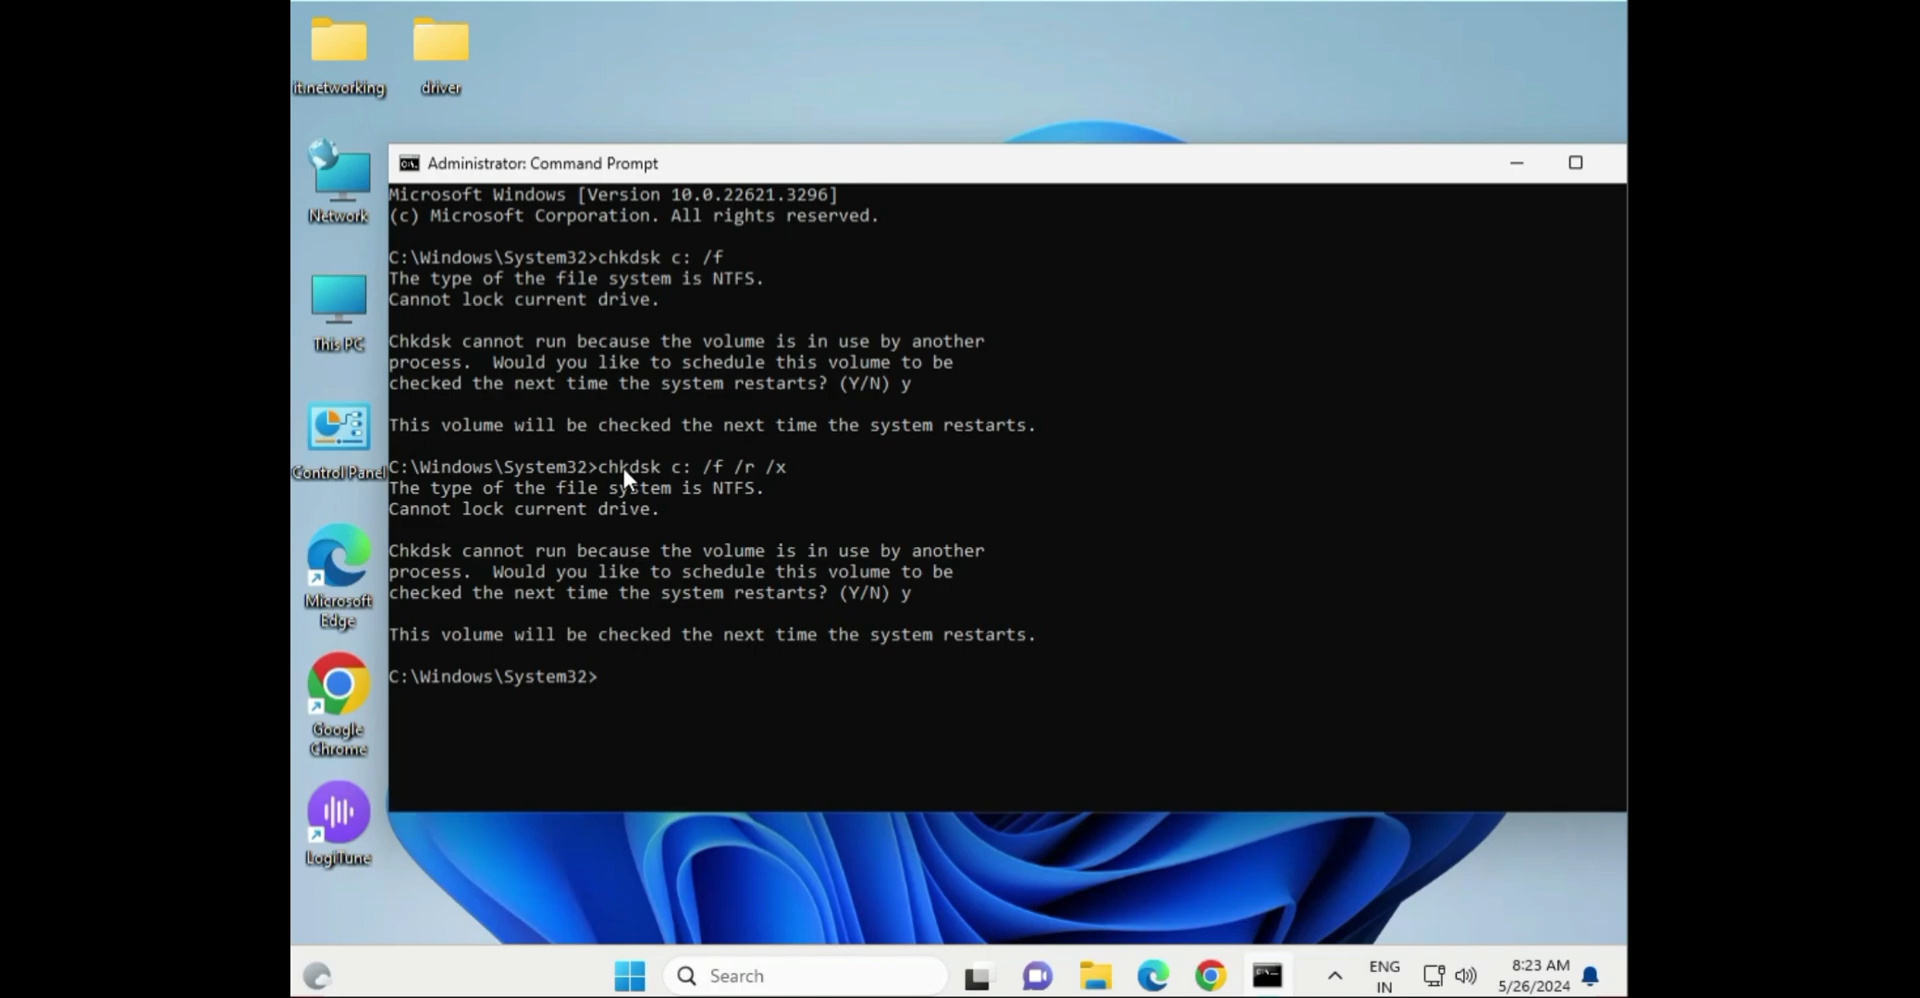 it.networking
driver
Network
This PC
Control Panel
Microsoft
Edge
Google
Chrome
LogiTune
Administrator: Command Prompt
Microsoft Windows [Version 10.0.22621.3296]
(c) Microsoft Corporation. All rights reserved.
C:\Windows\System32>chkdsk c: /f
The type of the file system is NTFS.
Cannot lock current drive.
Chkdsk cannot run because the volume is in use by another
process.  Would you like to schedule this volume to be
checked the next time the system restarts? (Y/N) y
This volume will be checked the next time the system restarts.
C:\Windows\System32>chkdsk c: /f /r /x
The type of the file system is NTFS.
Cannot lock current drive.
Chkdsk cannot run because the volume is in use by another
process.  Would you like to schedule this volume to be
checked the next time the system restarts? (Y/N) y
This volume will be checked the next time the system restarts.
C:\Windows\System32>
Search
ENG
IN
8:23 AM
5/26/2024